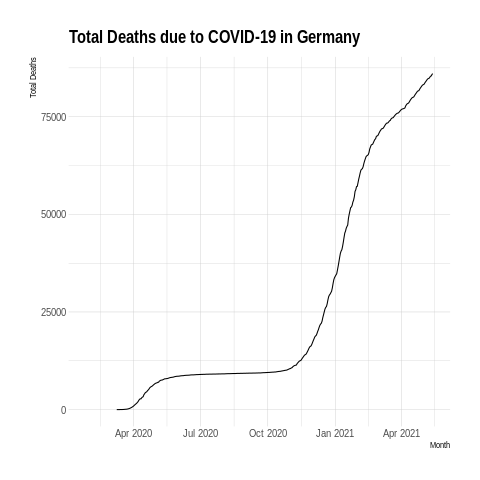 Total Deaths due to COVID-19 in Germany
Total Deaths
75000
50000
25000
0
Apr 2020 Jul 2020 Oct 2020 Jan 2021 Apr 2021
Month